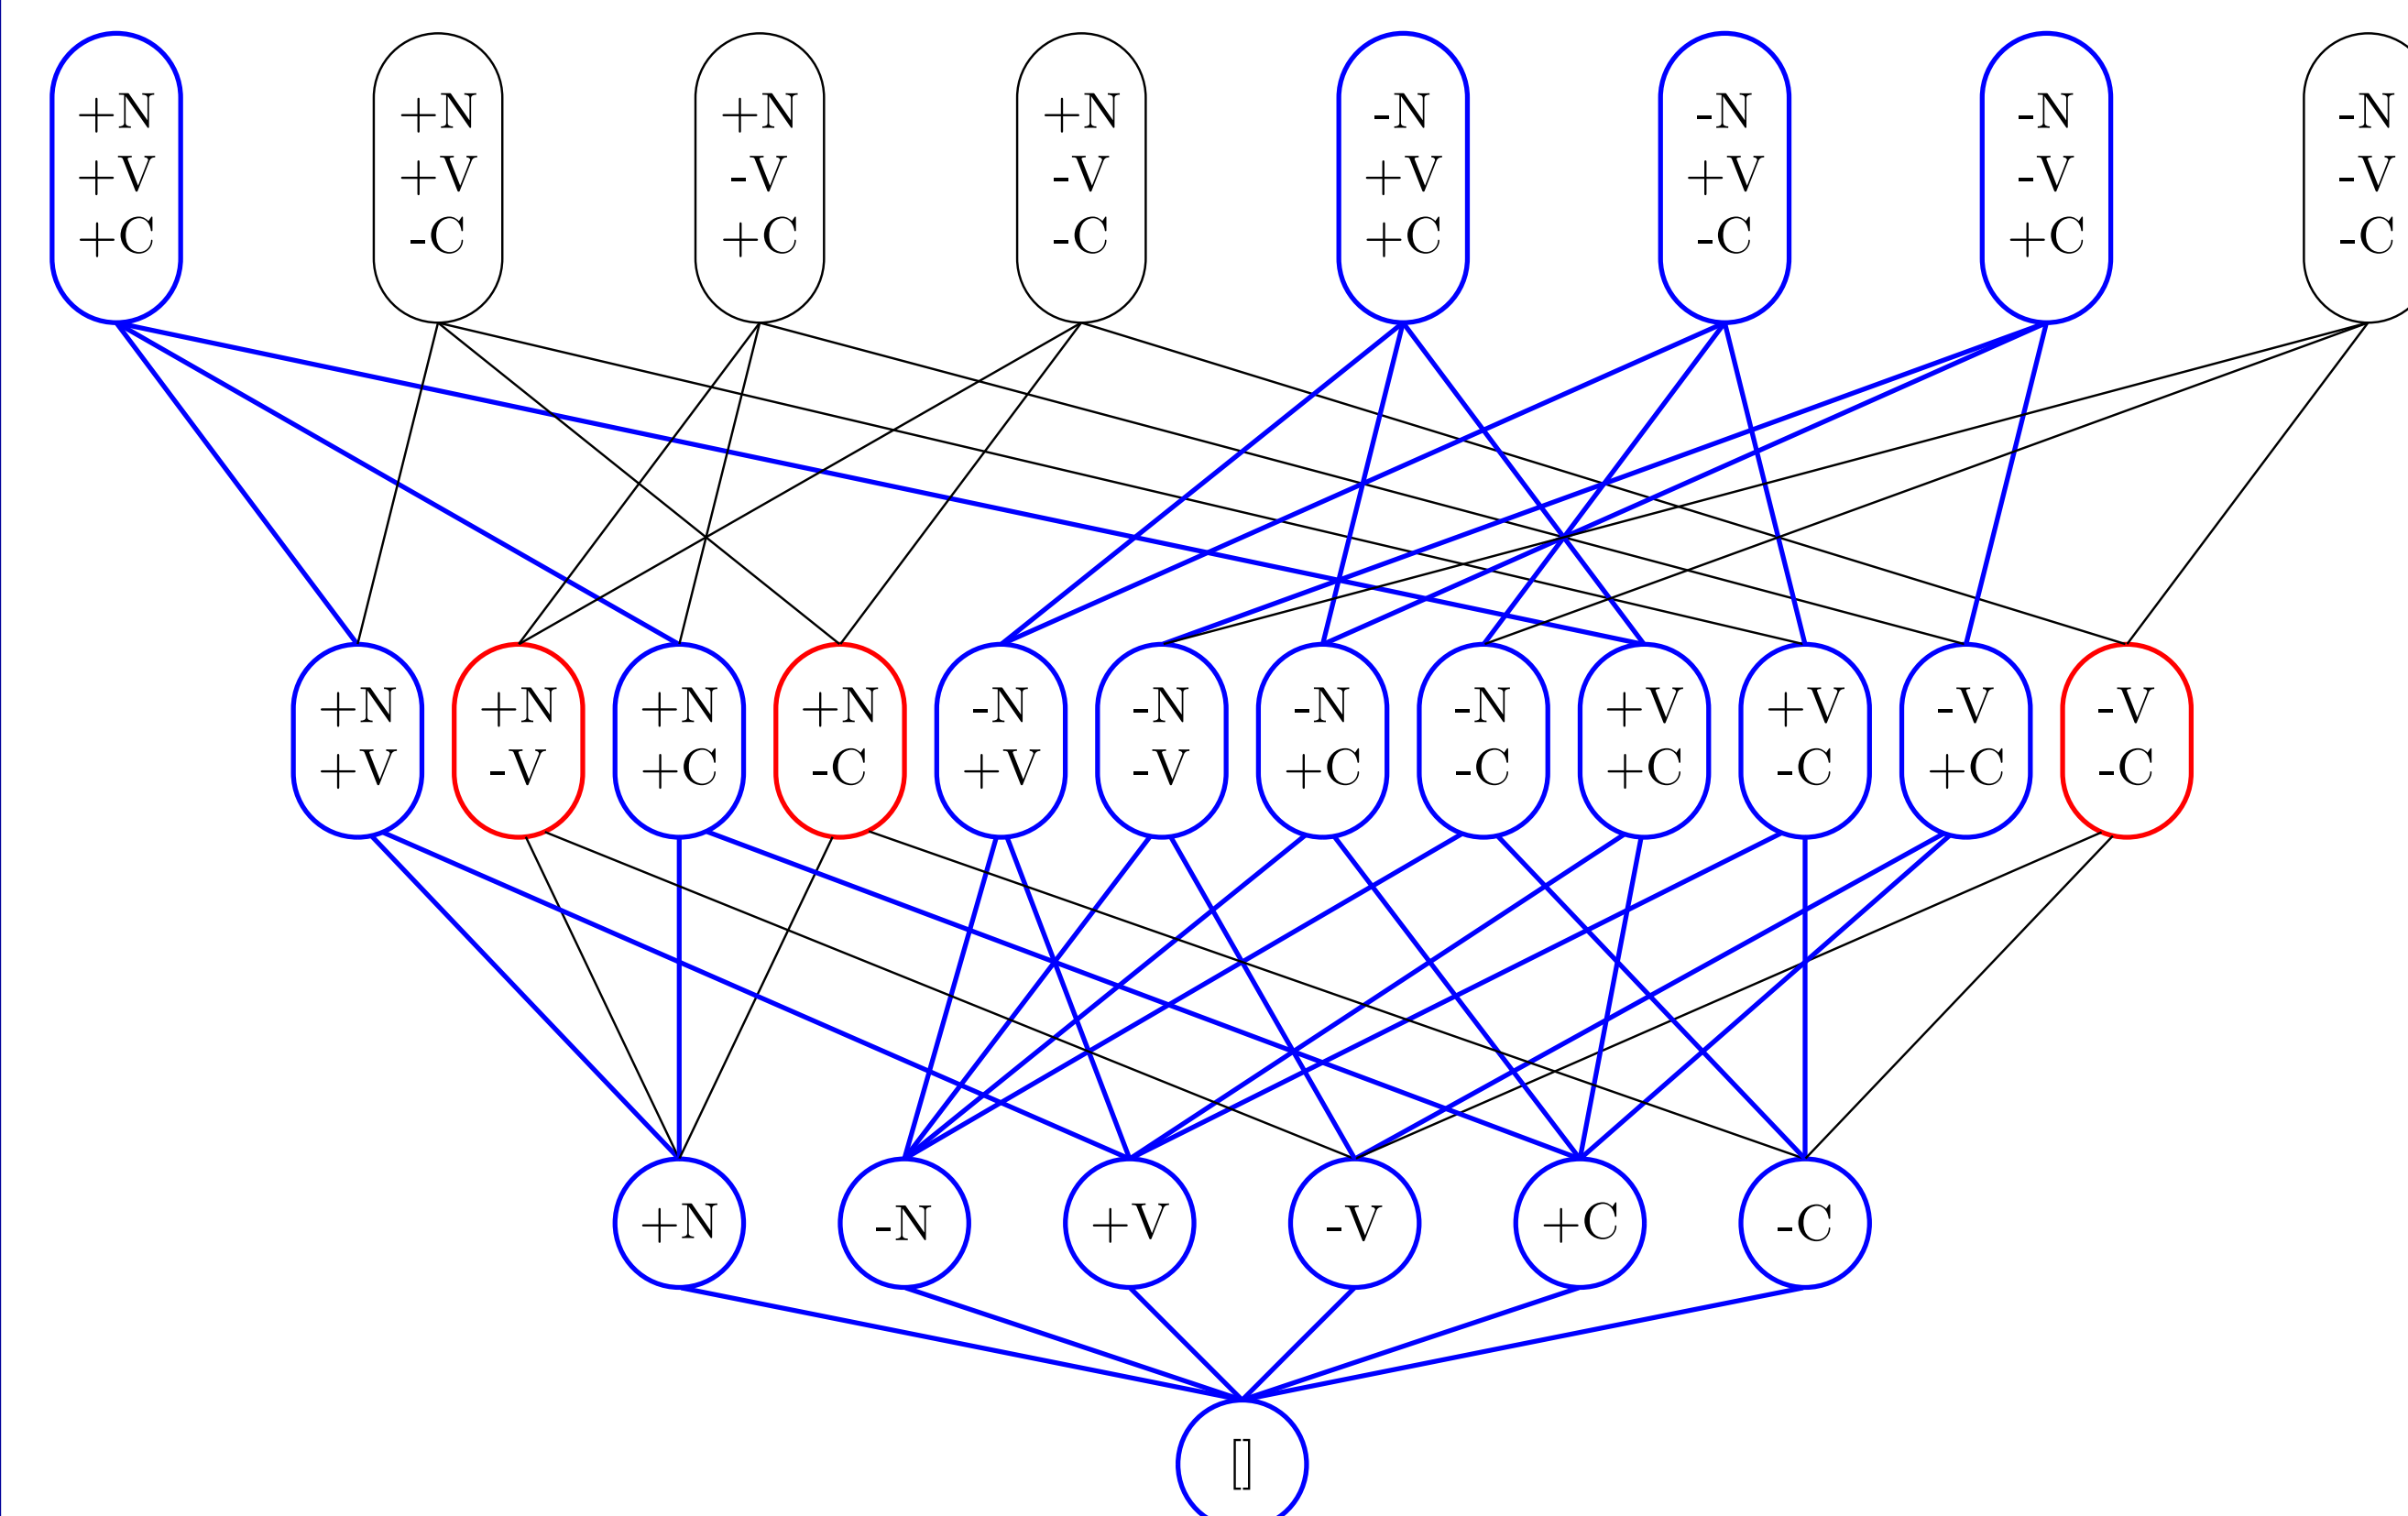 +N
+V
+C
+N
+V
-C
+N
-V
+C
+N
-V
-C
-N
+V
+C
-N
+V
-C
-N
-V
+C
-N
-V
-C
+N
+V
+N
-V
+N
+C
+N
-C
-N
+V
-N
-V
-N
+C
-N
-C
+V
+C
+V
-C
-V
+C
-V
-C
+N
-N
+V
-V
+C
-C
[]